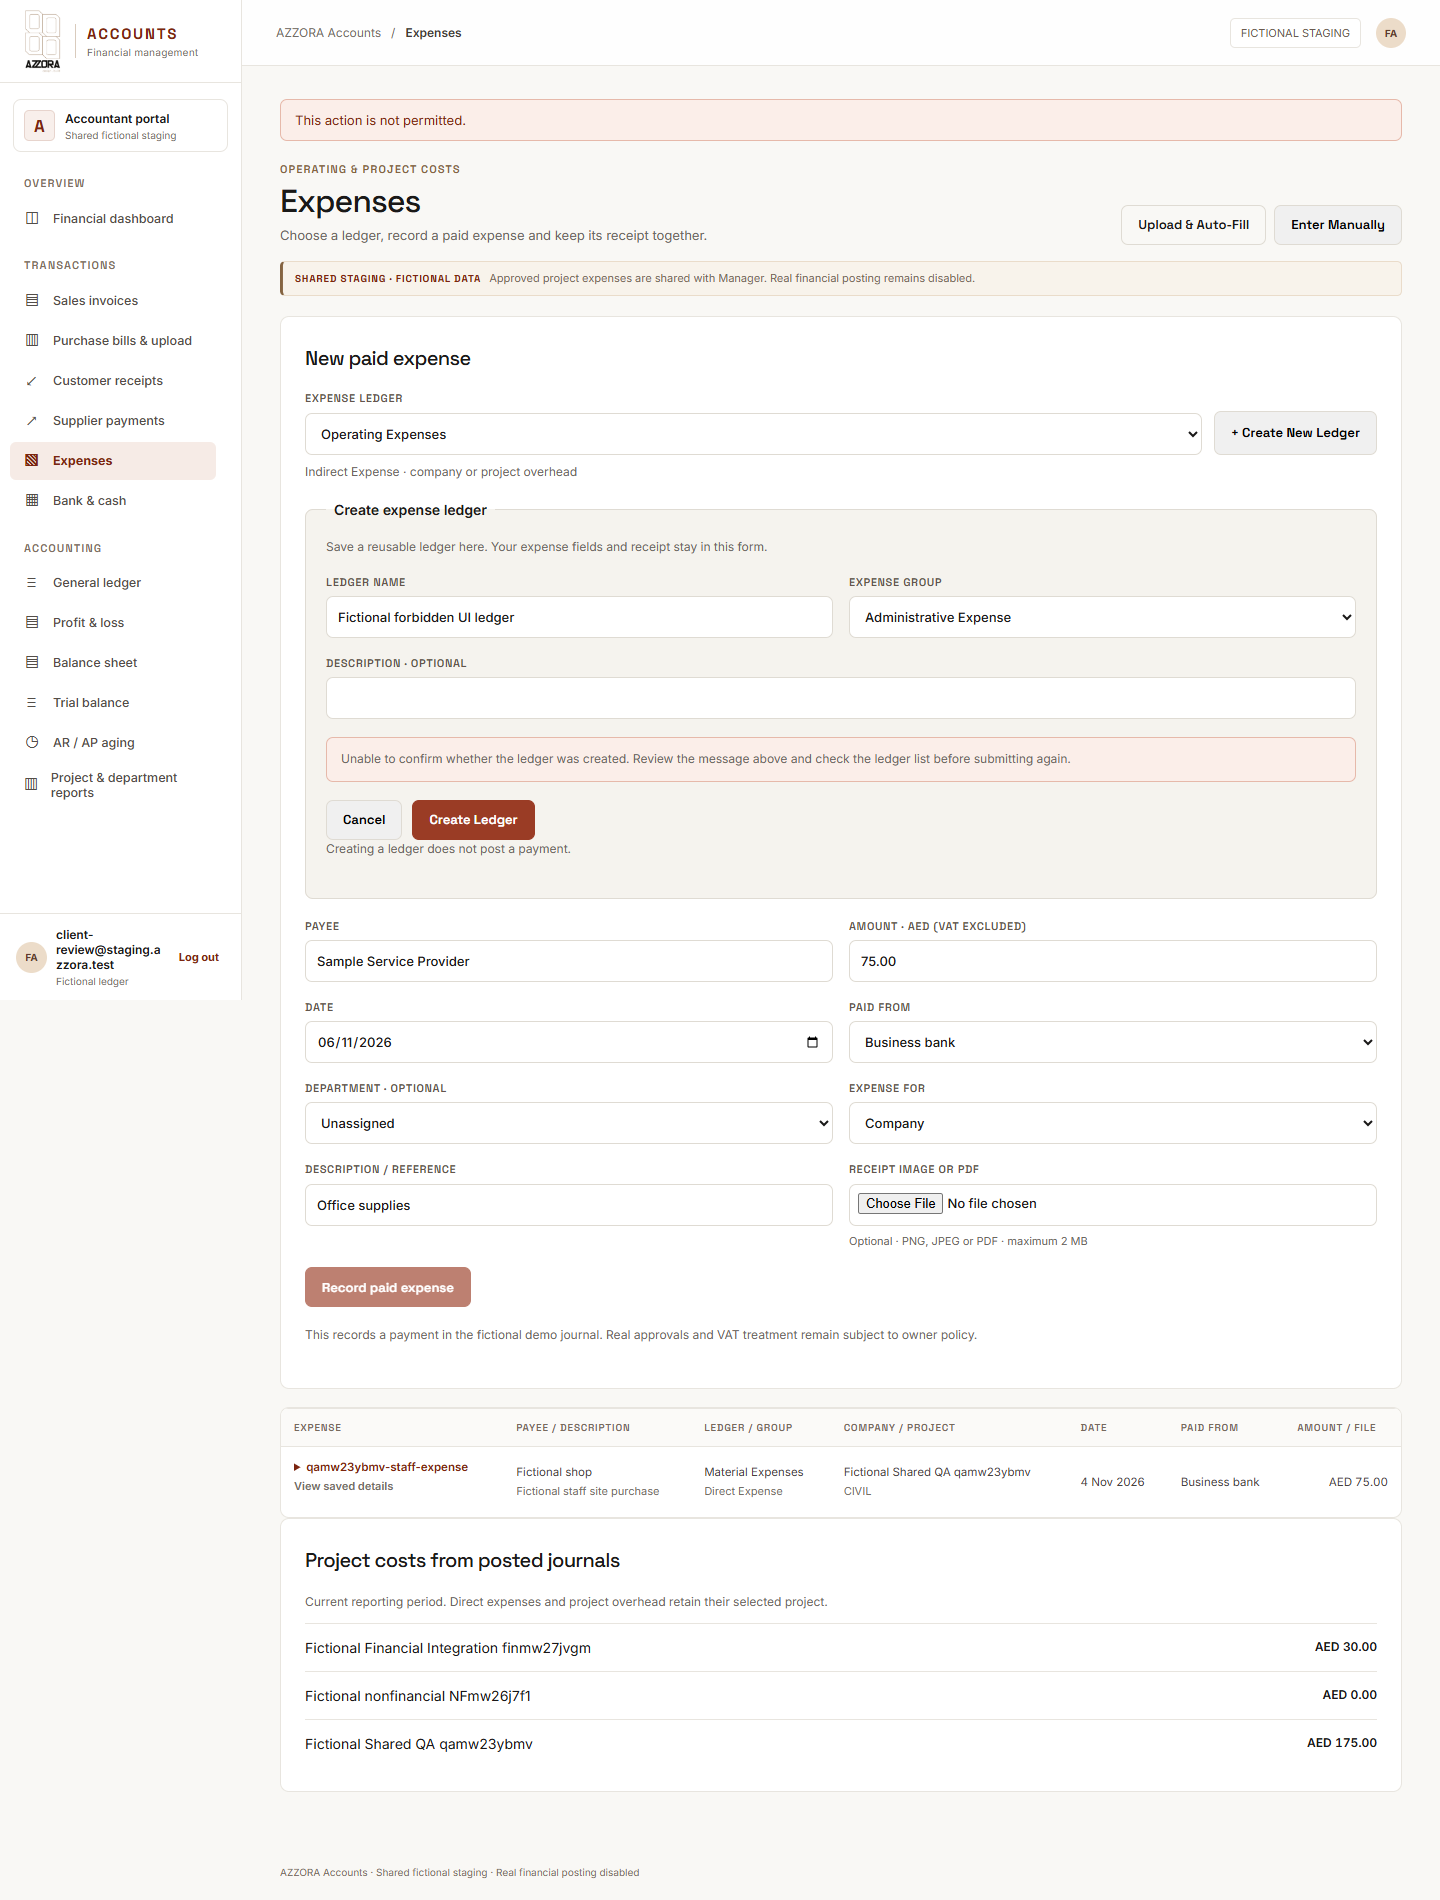 AZZORA
ACCOUNTS
Financial management
AZZORA Accounts / Expenses
FICTIONAL STAGING
FA
A
Accountant portal
Shared fictional staging
OVERVIEW
Financial dashboard
TRANSACTIONS
Sales invoices
Purchase bills & upload
Customer receipts
Supplier payments
Expenses
Bank & cash
ACCOUNTING
General ledger
Profit & loss
Balance sheet
Trial balance
AR / AP aging
Project & department
reports
FA
client-
review@staging.a
zzora.test
Fictional ledger
Log out
This action is not permitted.
OPERATING & PROJECT COSTS
Expenses
Choose a ledger, record a paid expense and keep its receipt together.
Upload & Auto-Fill
Enter Manually
SHARED STAGING · FICTIONAL DATA Approved project expenses are shared with Manager. Real financial posting remains disabled.
New paid expense
EXPENSE LEDGER
Operating Expenses
+ Create New Ledger
Indirect Expense · company or project overhead
Create expense ledger
Save a reusable ledger here. Your expense fields and receipt stay in this form.
LEDGER NAME
EXPENSE GROUP
Fictional forbidden UI ledger
Administrative Expense
DESCRIPTION · OPTIONAL
Unable to confirm whether the ledger was created. Review the message above and check the ledger list before submitting again.
Cancel
Create Ledger
Creating a ledger does not post a payment.
PAYEE
AMOUNT · AED (VAT EXCLUDED)
Sample Service Provider
75.00
DATE
PAID FROM
06/11/2026
Business bank
DEPARTMENT · OPTIONAL
EXPENSE FOR
Unassigned
Company
DESCRIPTION / REFERENCE
RECEIPT IMAGE OR PDF
Office supplies
Choose File No file chosen
Optional · PNG, JPEG or PDF · maximum 2 MB
Record paid expense
This records a payment in the fictional demo journal. Real approvals and VAT treatment remain subject to owner policy.
EXPENSE PAYEE / DESCRIPTION LEDGER / GROUP COMPANY / PROJECT DATE PAID FROM AMOUNT / FILE
qamw23ybmv-staff-expense
View saved details
Fictional shop
Fictional staff site purchase
Material Expenses
Direct Expense
Fictional Shared QA qamw23ybmv
CIVIL
4 Nov 2026
Business bank
AED 75.00
Project costs from posted journals
Current reporting period. Direct expenses and project overhead retain their selected project.
Fictional Financial Integration finmw27jvgm
AED 30.00
Fictional nonfinancial NFmw26j7f1
AED 0.00
Fictional Shared QA qamw23ybmv
AED 175.00
AZZORA Accounts · Shared fictional staging · Real financial posting disabled